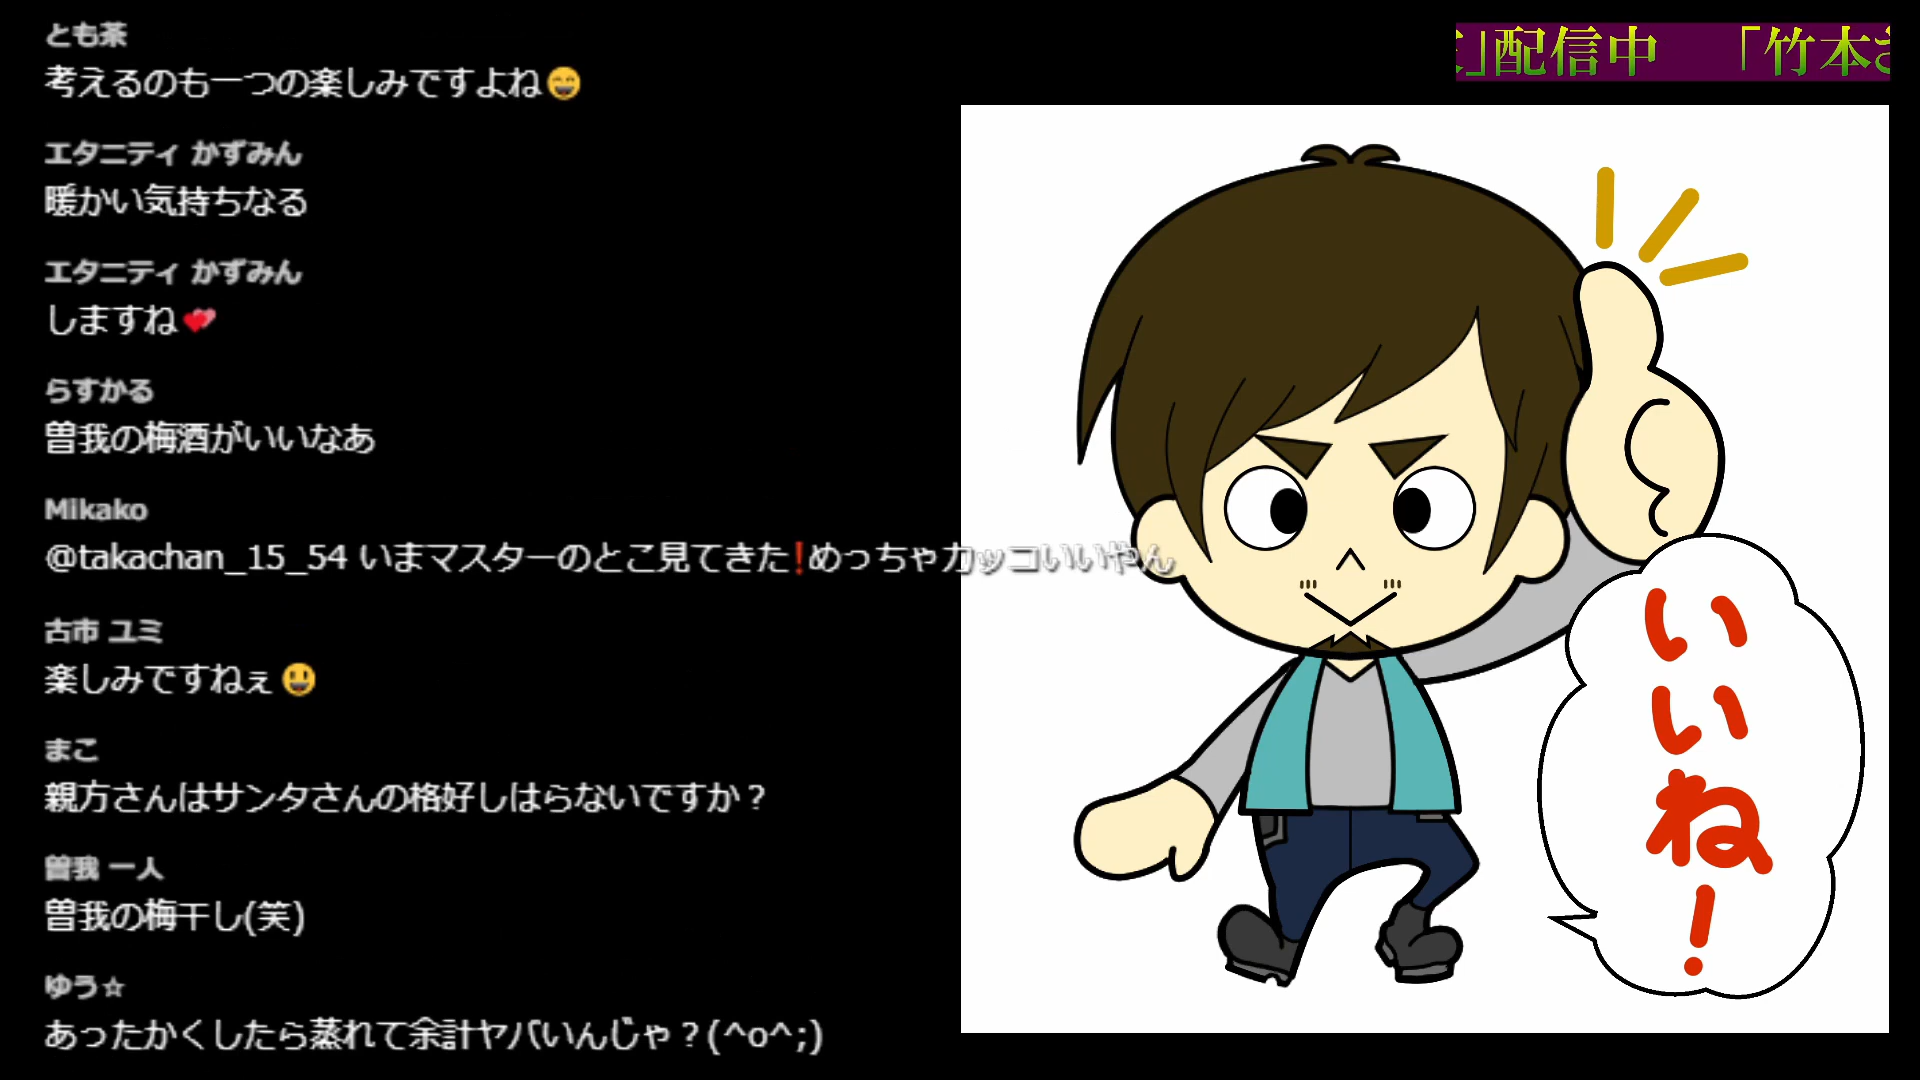 とも茶
考えるのも一つの楽しみですよね😄
エタニティ かずみん
暖かい気持ちなる
エタニティ かずみん
しますね💕
らすかる
曽我の梅酒がいいなあ
Mikako
@takachan_15_54 いまマスターのとこ見てきた❗めっちゃカッコいいやん
古市 ユミ
楽しみですねぇ😃
まこ
親方さんはサンタさんの格好しはらないですか？
曽我 一人
曽我の梅干し(笑)
ゆう☆
あったかくしたら蒸れて余計ヤバいんじゃ？(^o^;)
」配信中 「竹本さ
いいね!